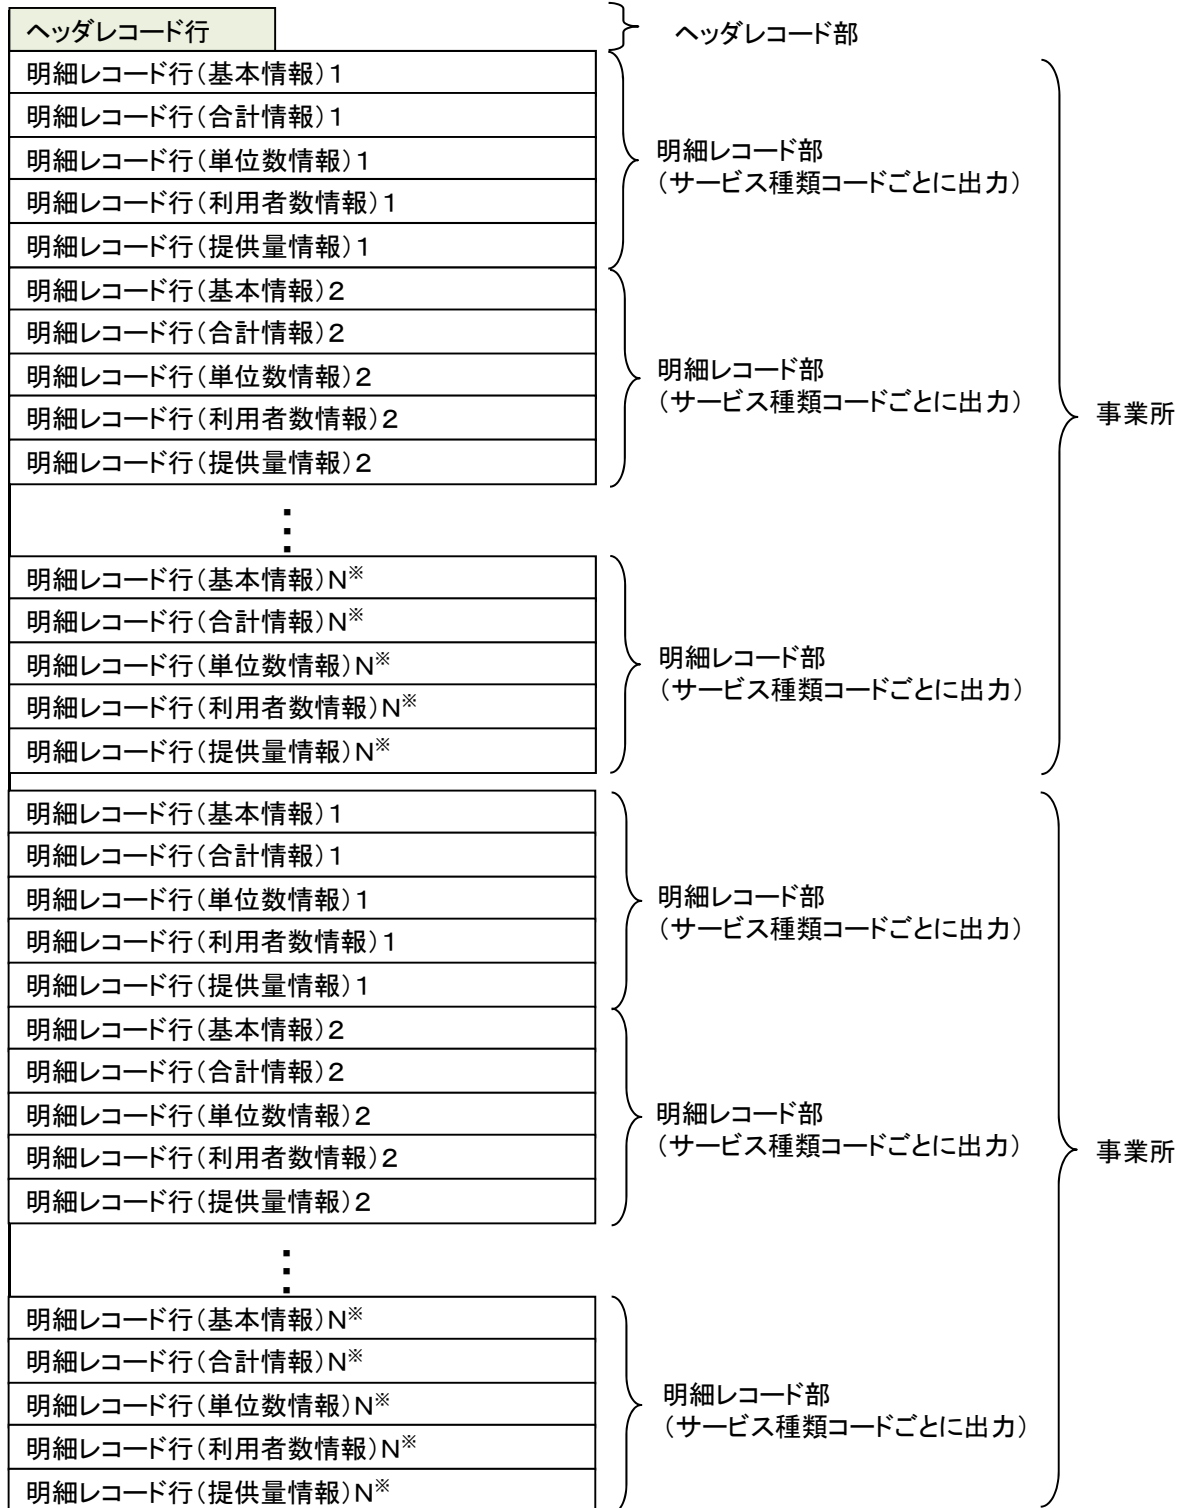 ヘッダレコード行
ヘッダレコード部
明細レコード行(基本情報)1
明細レコード行(合計情報)1
明細レコード行(単位数情報)1
明細レコード行(利用者数情報)1
明細レコード行(提供量情報)1
明細レコード部
(サービス種類コードごとに出力)
明細レコード行(基本情報)2
明細レコード行(合計情報)2
明細レコード行(単位数情報)2
明細レコード行(利用者数情報)2
明細レコード行(提供量情報)2
明細レコード部
(サービス種類コードごとに出力)
事業所
明細レコード行(基本情報)N※
明細レコード行(合計情報)N※
明細レコード行(単位数情報)N※
明細レコード行(利用者数情報)N※
明細レコード行(提供量情報)N※
明細レコード部
(サービス種類コードごとに出力)
明細レコード行(基本情報)1
明細レコード行(合計情報)1
明細レコード行(単位数情報)1
明細レコード行(利用者数情報)1
明細レコード行(提供量情報)1
明細レコード部
(サービス種類コードごとに出力)
明細レコード行(基本情報)2
明細レコード行(合計情報)2
明細レコード行(単位数情報)2
明細レコード行(利用者数情報)2
明細レコード行(提供量情報)2
明細レコード部
(サービス種類コードごとに出力)
事業所
明細レコード行(基本情報)N※
明細レコード行(合計情報)N※
明細レコード行(単位数情報)N※
明細レコード行(利用者数情報)N※
明細レコード行(提供量情報)N※
明細レコード部
(サービス種類コードごとに出力)